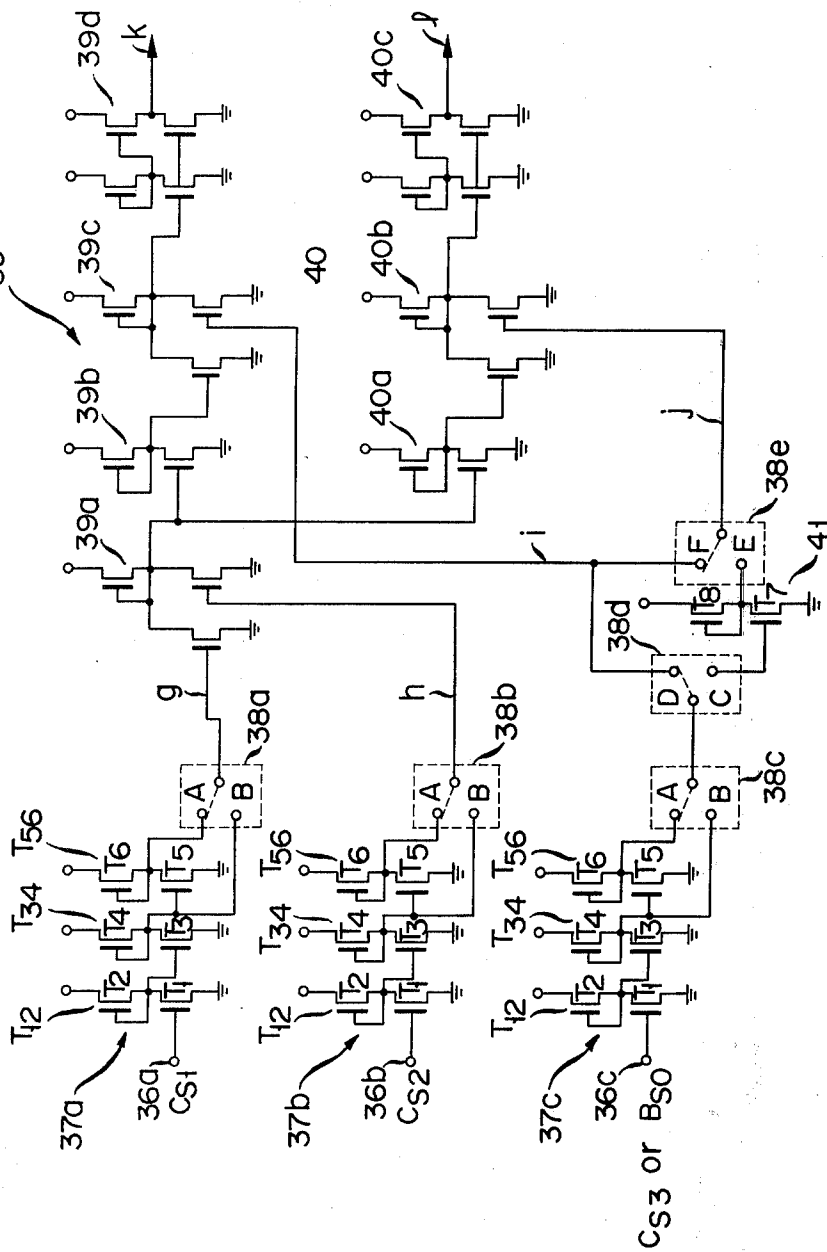 39d
k
39c
39b
39a
40c
ℓ
40
40b
40a
g
h
i
j
T56
T34
T12
T6
T4
T2
T5
T3
T1
A
B
38a
37a
36a
CS1
T56
T34
T12
T6
T4
T2
T5
T3
T1
A
B
38b
37b
36b
CS2
T56
T34
T12
T6
T4
T2
T5
T3
T1
A
B
38c
37c
36c
CS3 or BS0
38d
D
C
T8
T7
41
F
E
38e